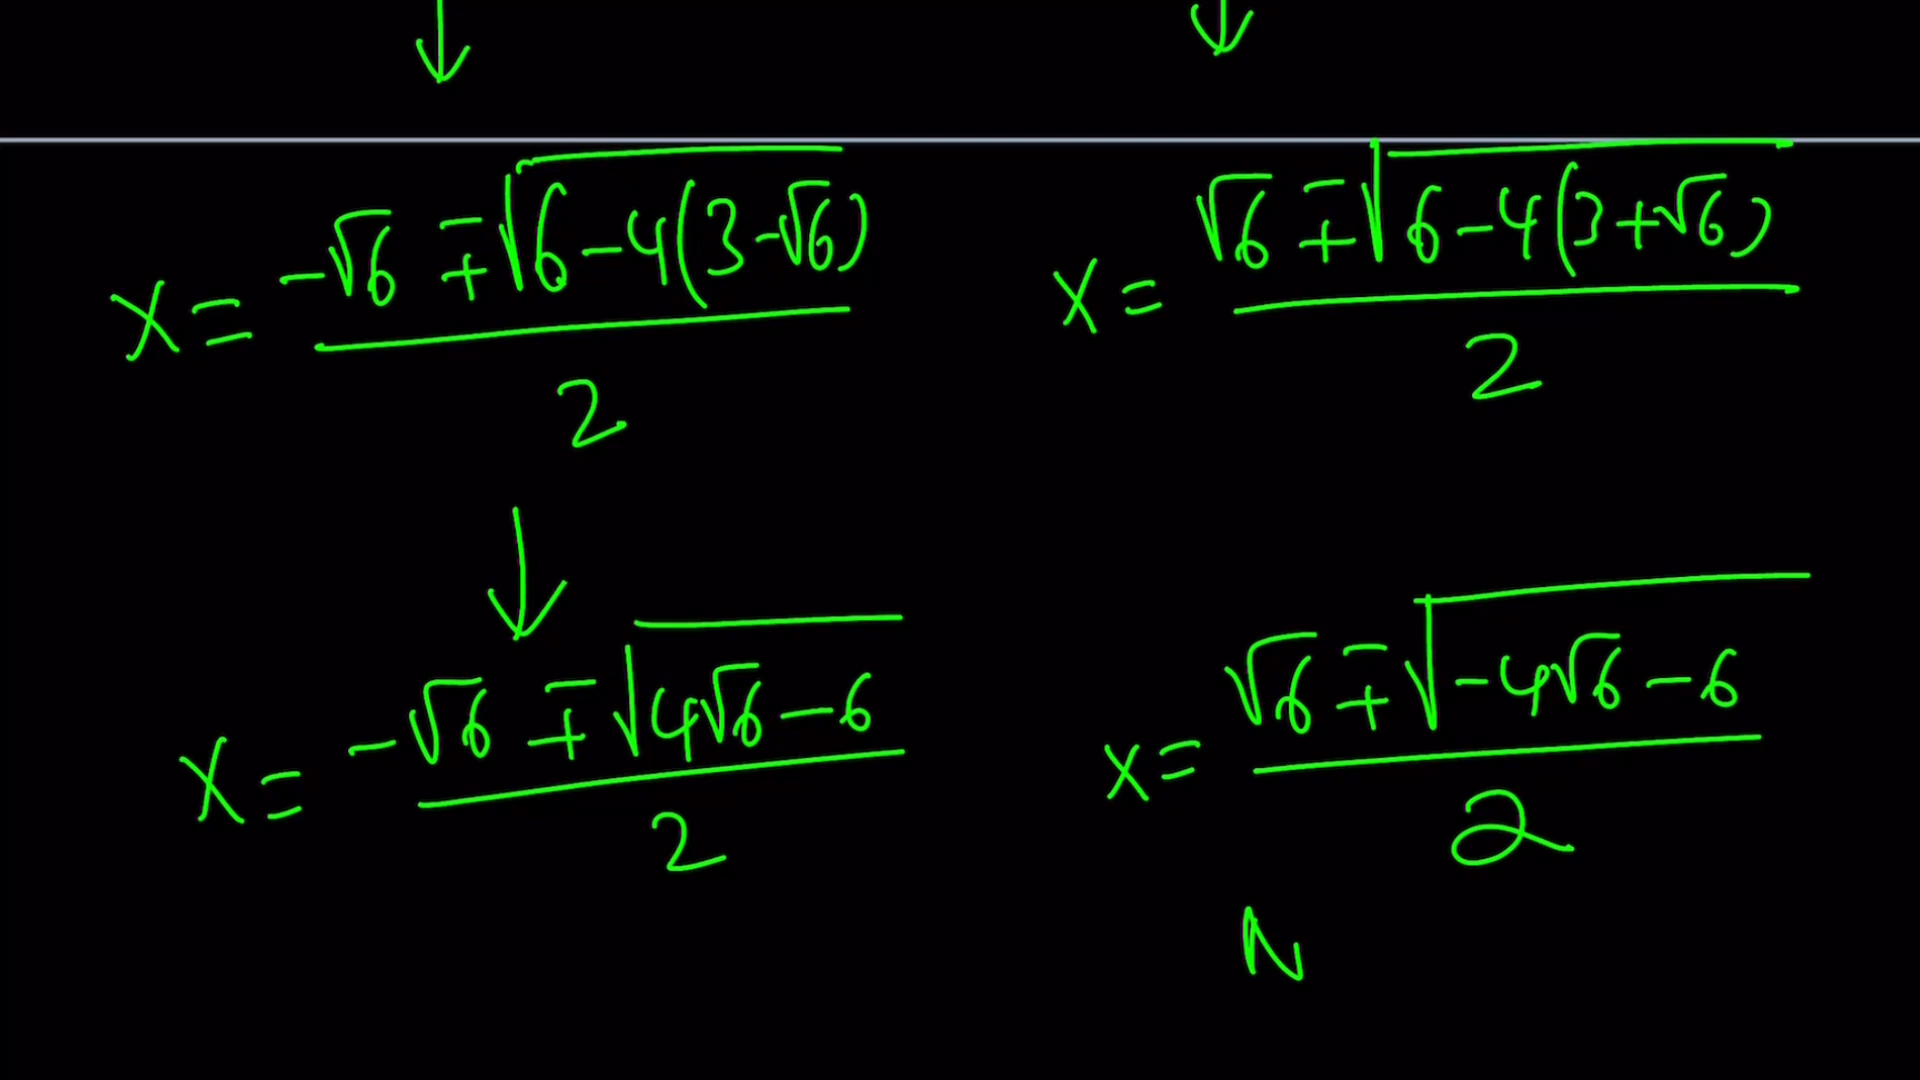 x = (-√6 ∓ √(6-4(3-√6))) / 2
x = (√6 ∓ √(6-4(3+√6))) / 2
x = (-√6 ∓ √(4√6-6)) / 2
x = (√6 ∓ √(-4√6-6)) / 2
N